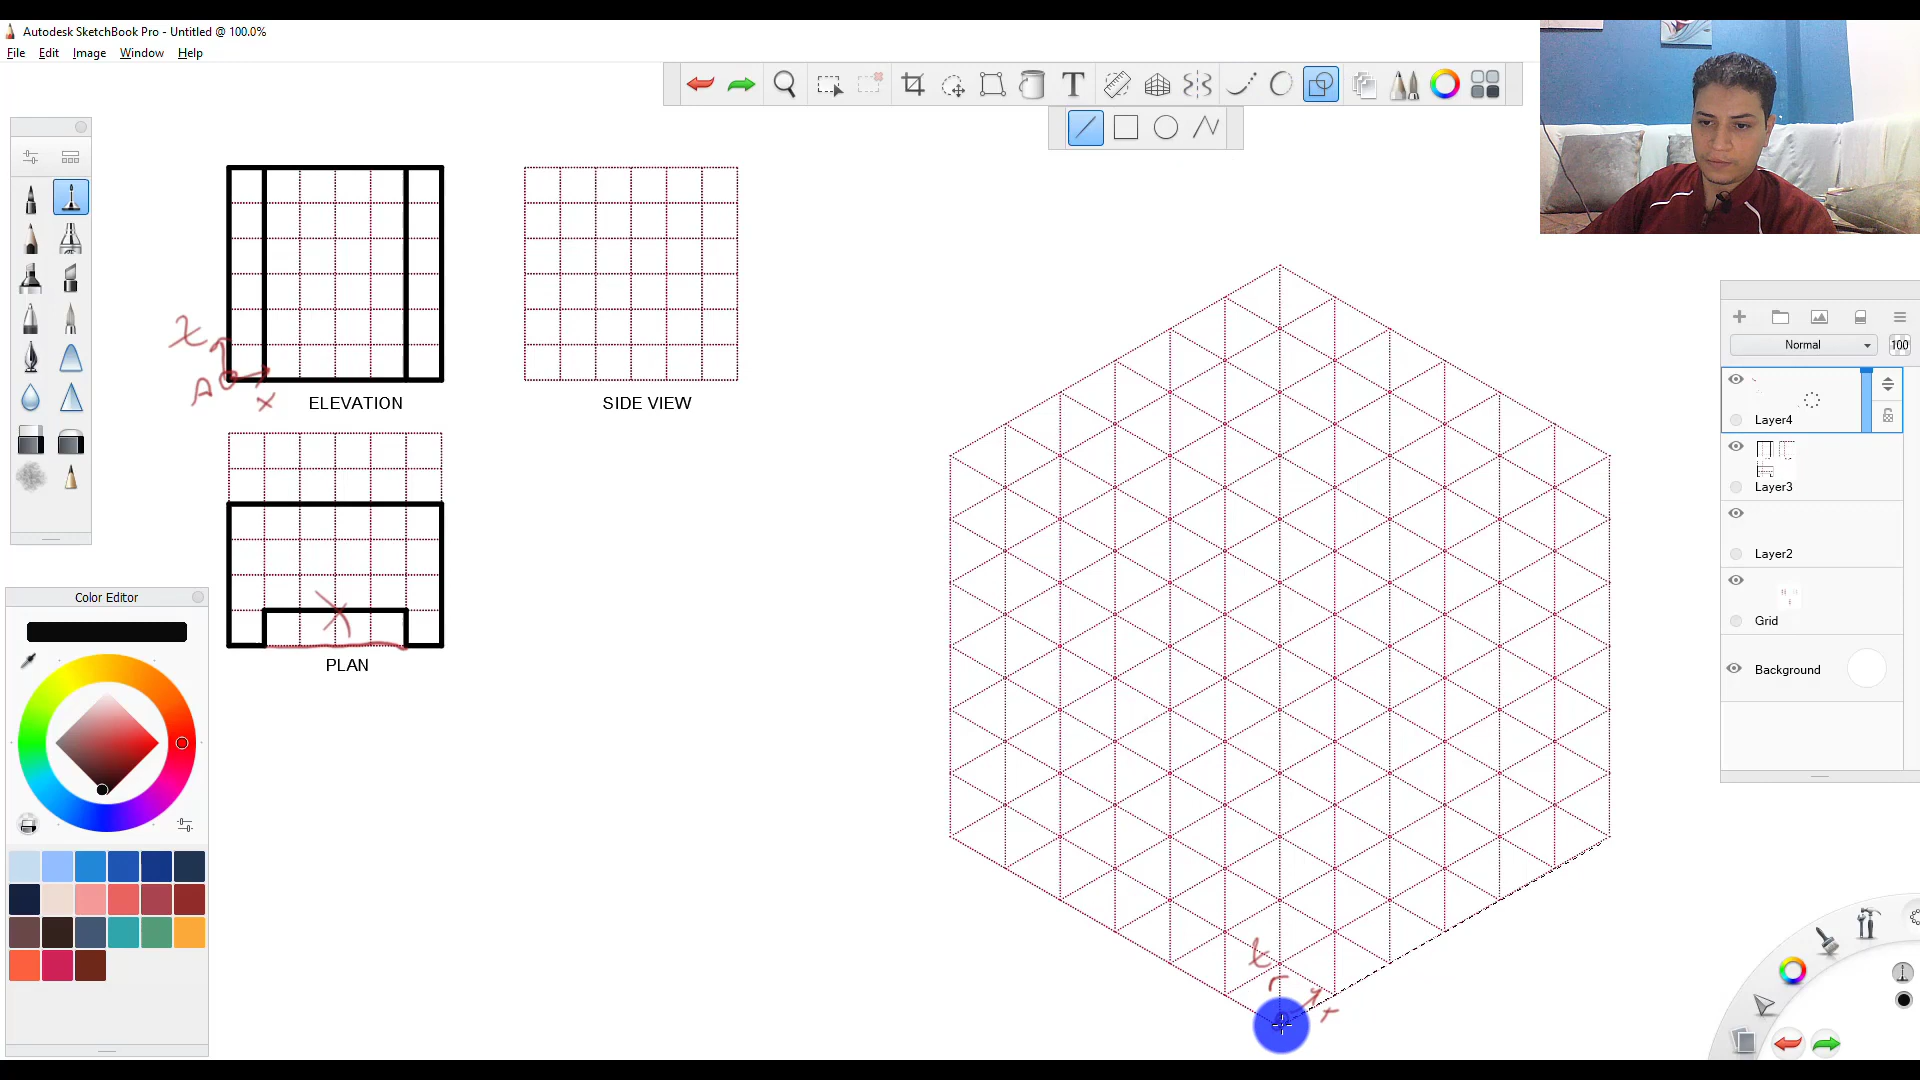 Autodesk SketchBook Pro - Untitled @ 100.0%
File Edit Image Window Help
T
Normal 100
Layer4
Layer3
Layer2
Grid
Background
Z
A
x
ELEVATION
SIDE VIEW
X
PLAN
Color Editor
x